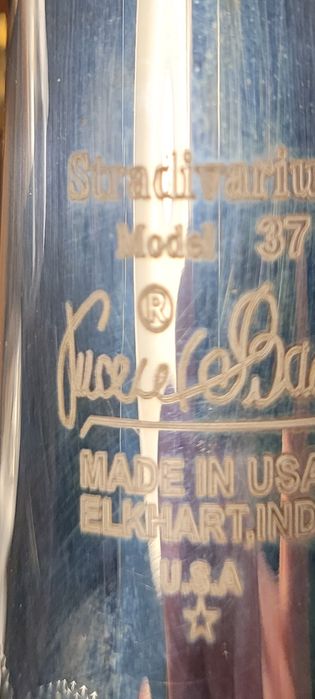 Stradivariu
Model 37
®
MADE IN USA
ELKHART,IND
U.S.A